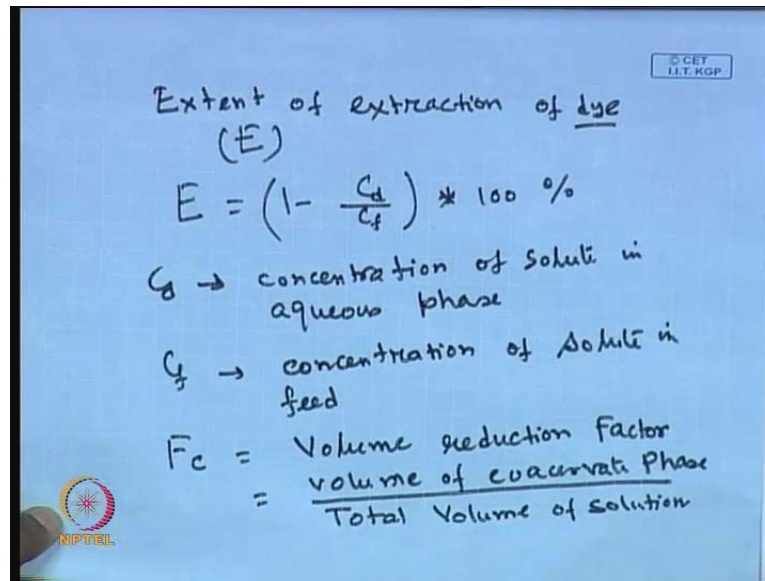 © CET
I.I.T. KGP
Extent of extraction of dye
(E)
E = (1 - Cd/Cf) * 100 %
Cd → concentration of solute in
aqueous phase
Cf → concentration of solute in
feed
Fc = Volume reduction Factor
= volume of coacervate Phase
Total Volume of solution
NPTEL